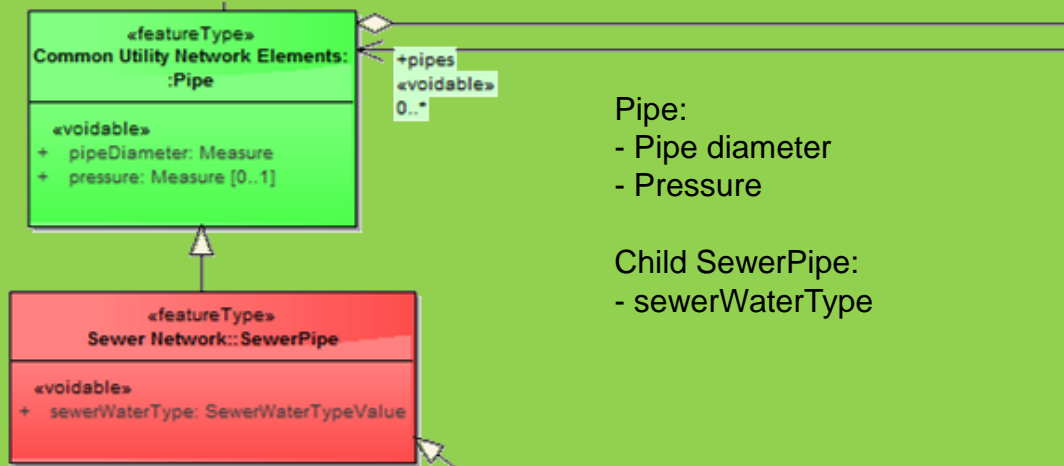 «featureType»
Common Utility Network Elements:
:Pipe
«voidable»
+ pipeDiameter: Measure
+ pressure: Measure [0..1]
+pipes
«voidable»
0..*
«featureType»
Sewer Network::SewerPipe
«voidable»
+ sewerWaterType: SewerWaterTypeValue
Pipe:
- Pipe diameter
- Pressure
Child SewerPipe:
- sewerWaterType